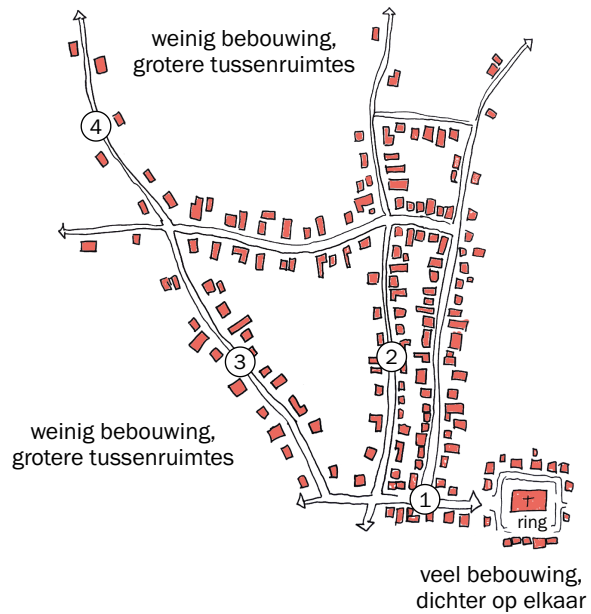 weinig bebouwing,
grotere tussenruimtes
4
2
3
weinig bebouwing,
grotere tussenruimtes
1
ring
veel bebouwing,
dichter op elkaar